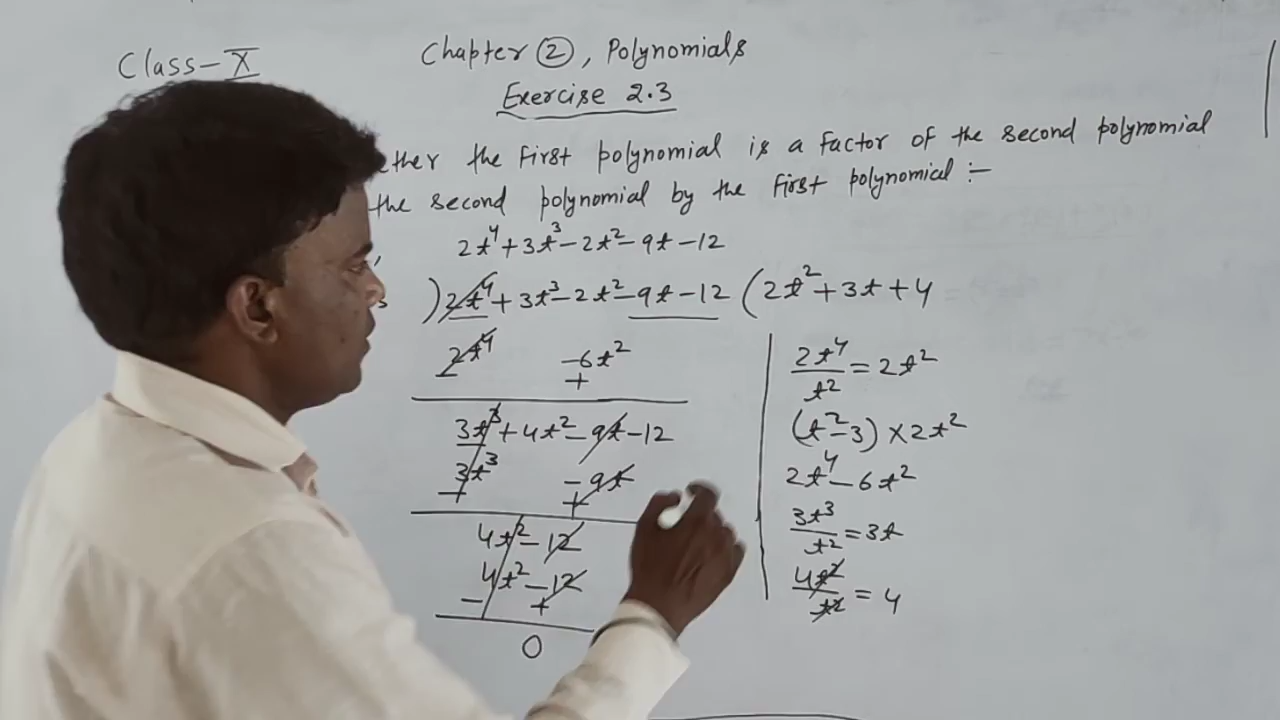 Class-X
Chapter ②, Polynomials
Exercise 2.3
ther the First polynomial is a factor of the second polynomial
the second polynomial by the first polynomial :-
, 2t⁴+3t³-2t²-9t-12
)2t⁴+3t³-2t²-9t-12(2t²+3t+4
2t⁴ -6t²
- +
3t³+4t²-9t-12
3t³ -9t
- +
4t²-12
4t²-12
- +
0
2t⁴/t² = 2t²
(t²-3)×2t²
2t⁴-6t²
3t³/t² = 3t
4t²/t² = 4